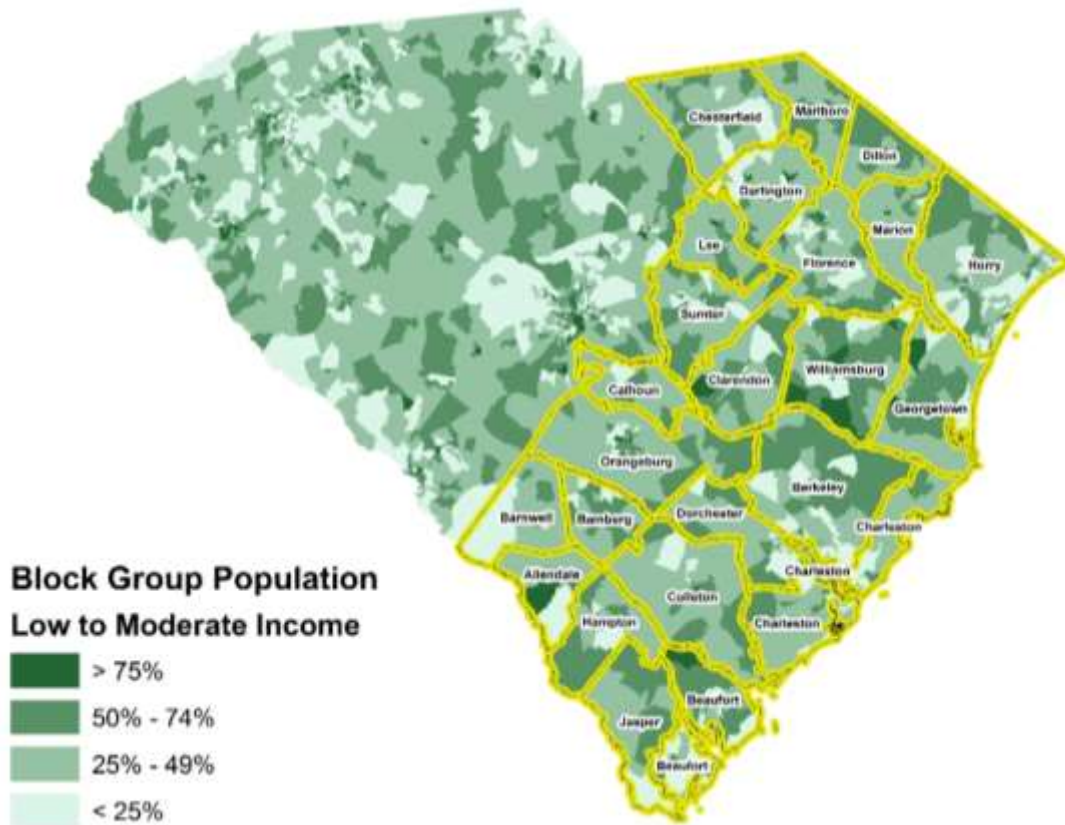 Chesterfield
Marlboro
Dillon
Darlington
Marion
Lee
Florence
Horry
Sumter
Williamsburg
Clarendon
Calhoun
Georgetown
Orangeburg
Berkeley
Barnwell
Bamberg
Dorchester
Charleston
Block Group Population
Allendale
Charleston
Low to Moderate Income
Colleton
Hampton
Charleston
> 75%
50% - 74%
Beaufort
Jasper
25% - 49%
Beaufort
< 25%